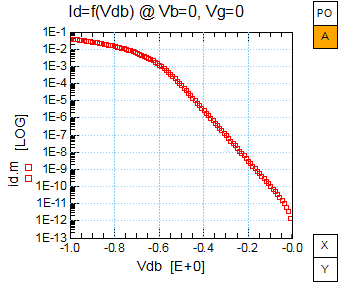 Id=f(Vdb) @ Vb=0, Vg=0
PO
A
id.m [LOG]
1E-1
1E-2
1E-3
1E-4
1E-5
1E-6
1E-7
1E-8
1E-9
1E-10
1E-11
1E-12
1E-13
-1.0 -0.8 -0.6 -0.4 -0.2 -0.0
Vdb [E+0]
X
Y